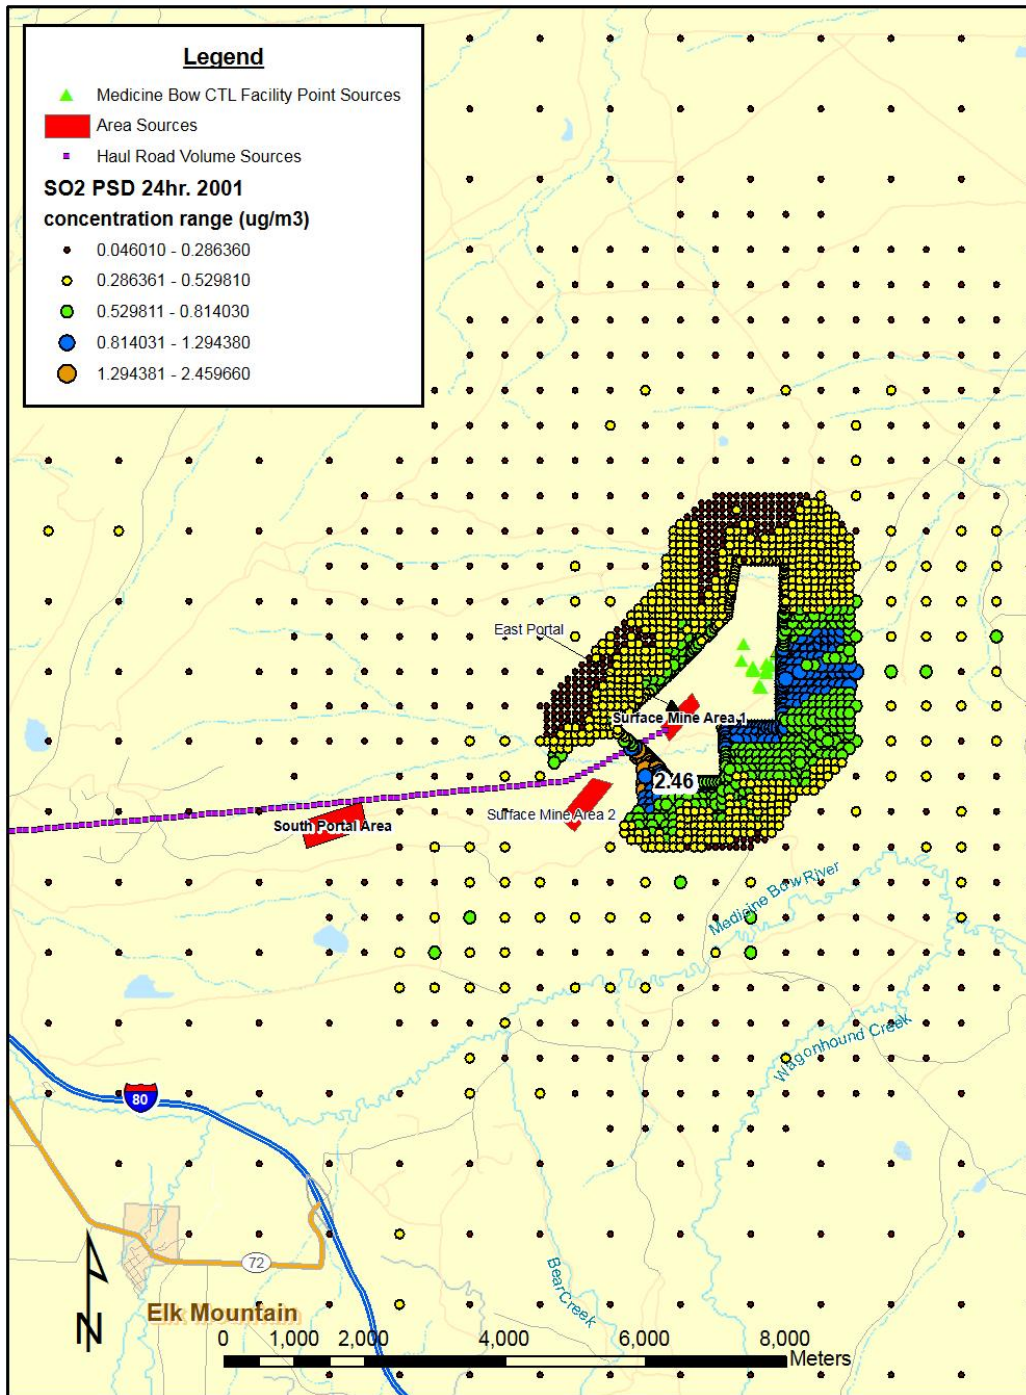 Legend
Medicine Bow CTL Facility Point Sources
Area Sources
Haul Road Volume Sources
SO2 PSD 24hr. 2001
concentration range (ug/m3)
0.046010 - 0.286360
0.286361 - 0.529810
0.529811 - 0.814030
0.814031 - 1.294380
1.294381 - 2.459660
East Portal
Surface Mine Area 1
2.46
Surface Mine Area 2
South Portal Area
Medicine Bow River
Wagonhound Creek
80
72
BearCreek
Elk Mountain
N
0 1,000 2,000 4,000 6,000 8,000
Meters